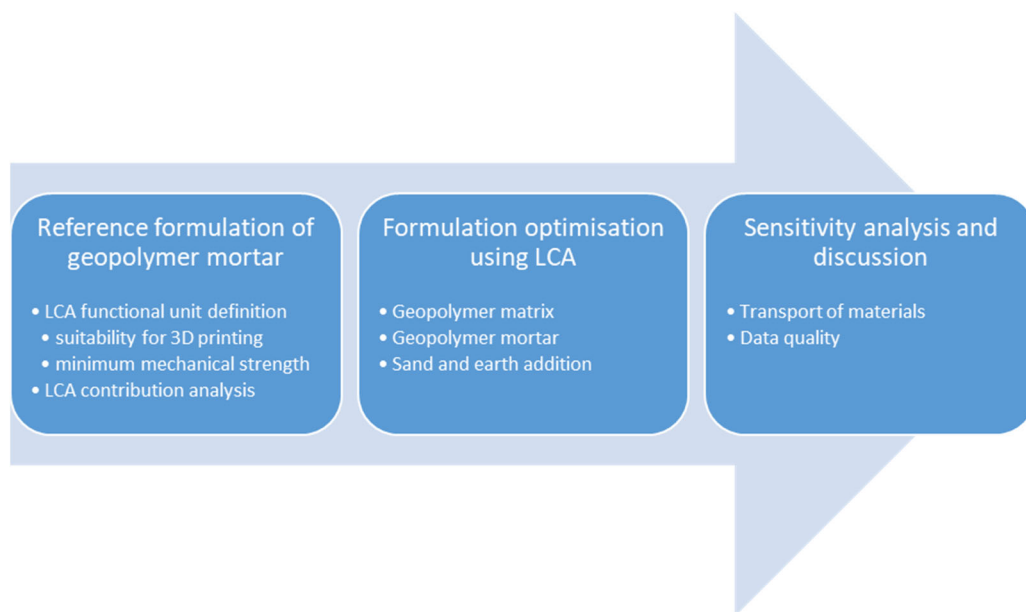 Reference formulation of
geopolymer mortar
• LCA functional unit definition
• suitability for 3D printing
• minimum mechanical strength
• LCA contribution analysis
Formulation optimisation
using LCA
• Geopolymer matrix
• Geopolymer mortar
• Sand and earth addition
Sensitivity analysis and
discussion
• Transport of materials
• Data quality